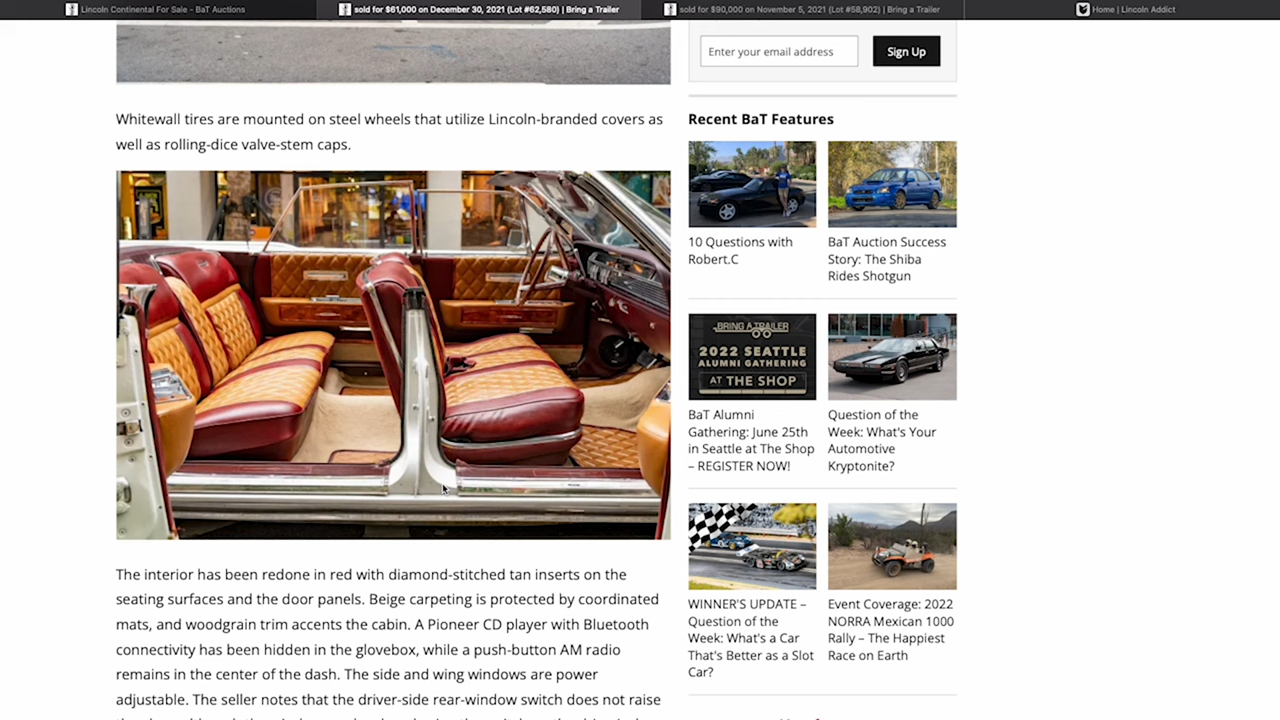 Lincoln Continental For Sale - BaT Auctions
sold for $61,000 on December 30, 2021 (Lot #62,580) | Bring a Trailer
sold for $90,000 on November 5, 2021 (Lot #58,902) | Bring a Trailer
Home | Lincoln Addict
Enter your email address
Sign Up
Whitewall tires are mounted on steel wheels that utilize Lincoln-branded covers as
well as rolling-dice valve-stem caps.
The interior has been redone in red with diamond-stitched tan inserts on the
seating surfaces and the door panels. Beige carpeting is protected by coordinated
mats, and woodgrain trim accents the cabin. A Pioneer CD player with Bluetooth
connectivity has been hidden in the glovebox, while a push-button AM radio
remains in the center of the dash. The side and wing windows are power
adjustable. The seller notes that the driver-side rear-window switch does not raise
Recent BaT Features
10 Questions with
Robert.C
BaT Auction Success
Story: The Shiba
Rides Shotgun
BRING A TRAILER
2022 SEATTLE
ALUMNI GATHERING
AT THE SHOP
BaT Alumni
Gathering: June 25th
in Seattle at The Shop
– REGISTER NOW!
Question of the
Week: What's Your
Automotive
Kryptonite?
WINNER'S UPDATE –
Question of the
Week: What's a Car
That's Better as a Slot
Car?
Event Coverage: 2022
NORRA Mexican 1000
Rally – The Happiest
Race on Earth